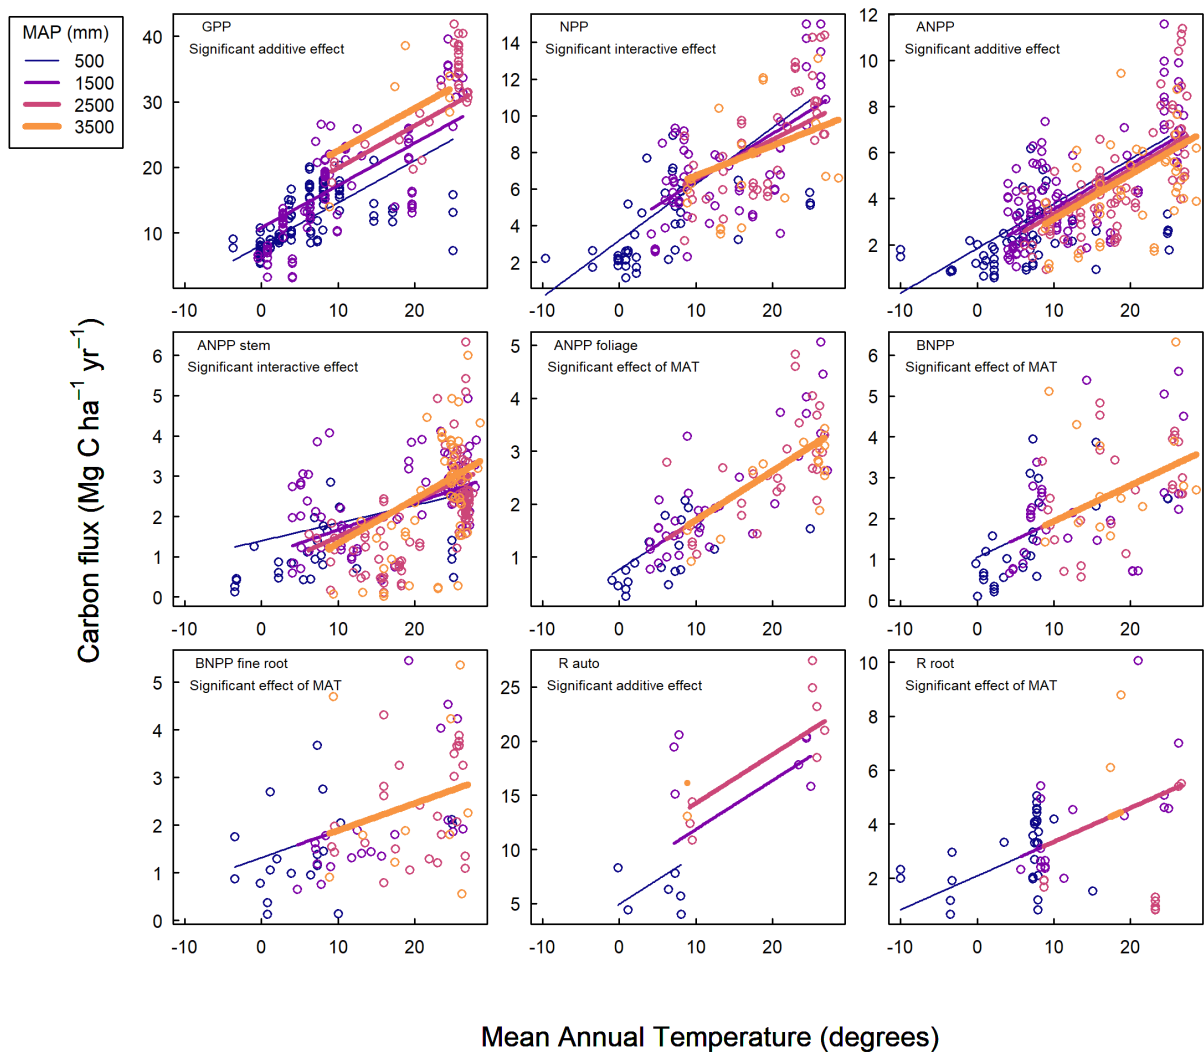 MAP (mm)
500
1500
2500
3500
GPP
Significant additive effect
40
30
20
10
-10 0 10 20
NPP
Significant interactive effect
14
12
10
8
6
4
2
-10 0 10 20
ANPP
Significant additive effect
12
10
8
6
4
2
-10 0 10 20
ANPP stem
Significant interactive effect
6
5
4
3
2
1
0
-10 0 10 20
ANPP foliage
Significant effect of MAT
5
4
3
2
1
-10 0 10 20
BNPP
Significant effect of MAT
6
5
4
3
2
1
0
-10 0 10 20
BNPP fine root
Significant effect of MAT
5
4
3
2
1
0
-10 0 10 20
R auto
Significant additive effect
25
20
15
10
5
-10 0 10 20
R root
Significant effect of MAT
10
8
6
4
2
-10 0 10 20
Carbon flux (Mg C ha⁻¹ yr⁻¹)
Mean Annual Temperature (degrees)